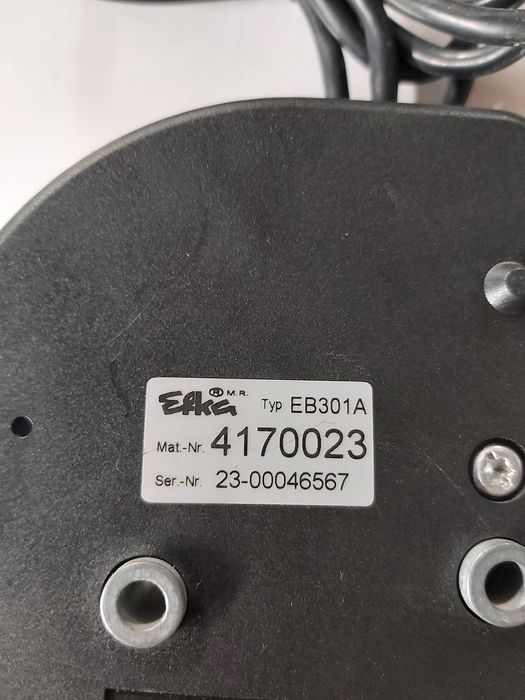 Efka ® M.R. Typ EB301A
Mat.-Nr. 4170023
Ser.-Nr. 23-00046567